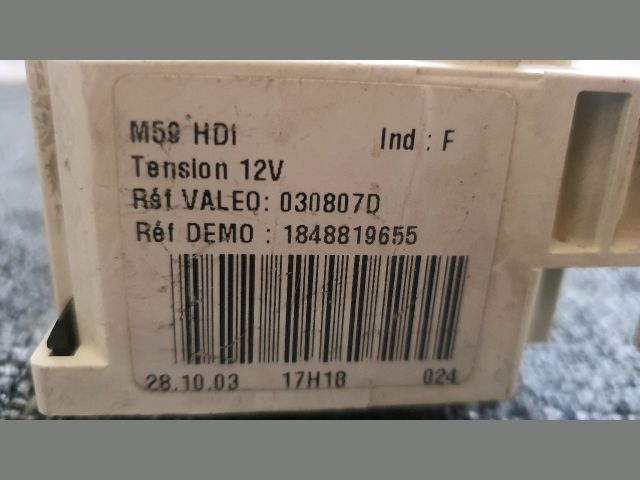 M59 HDI Ind : F
Tension 12V
Réf VALEO: 030807D
Réf DEMO : 1848819655
28.10.03 17H18 024